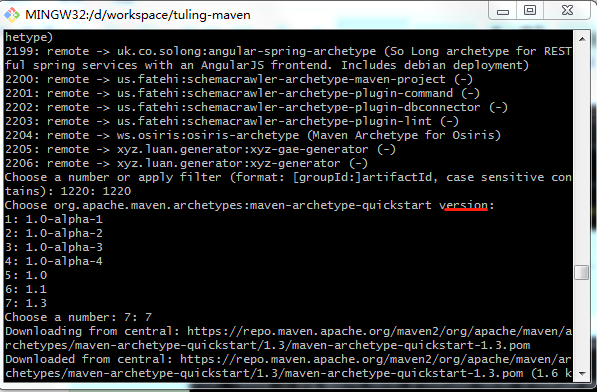 MINGW32:/d/workspace/tuling-maven
hetype)
2199: remote -> uk.co.solong:angular-spring-archetype (So Long archetype for REST
ful spring services with an AngularJS frontend. Includes debian deployment)
2200: remote -> us.fatehi:schemacrawler-archetype-maven-project (-)
2201: remote -> us.fatehi:schemacrawler-archetype-plugin-command (-)
2202: remote -> us.fatehi:schemacrawler-archetype-plugin-dbconnector (-)
2203: remote -> us.fatehi:schemacrawler-archetype-plugin-lint (-)
2204: remote -> ws.osiris:osiris-archetype (Maven Archetype for Osiris)
2205: remote -> xyz.luan.generator:xyz-gae-generator (-)
2206: remote -> xyz.luan.generator:xyz-generator (-)
Choose a number or apply filter (format: [groupId:]artifactId, case sensitive con
tains): 1220: 1220
Choose org.apache.maven.archetypes:maven-archetype-quickstart version:
1: 1.0-alpha-1
2: 1.0-alpha-2
3: 1.0-alpha-3
4: 1.0-alpha-4
5: 1.0
6: 1.1
7: 1.3
Choose a number: 7: 7
Downloading from central: https://repo.maven.apache.org/maven2/org/apache/maven/a
rchetypes/maven-archetype-quickstart/1.3/maven-archetype-quickstart-1.3.pom
Downloaded from central: https://repo.maven.apache.org/maven2/org/apache/maven/ar
chetypes/maven-archetype-quickstart/1.3/maven-archetype-quickstart-1.3.pom (1.6 k